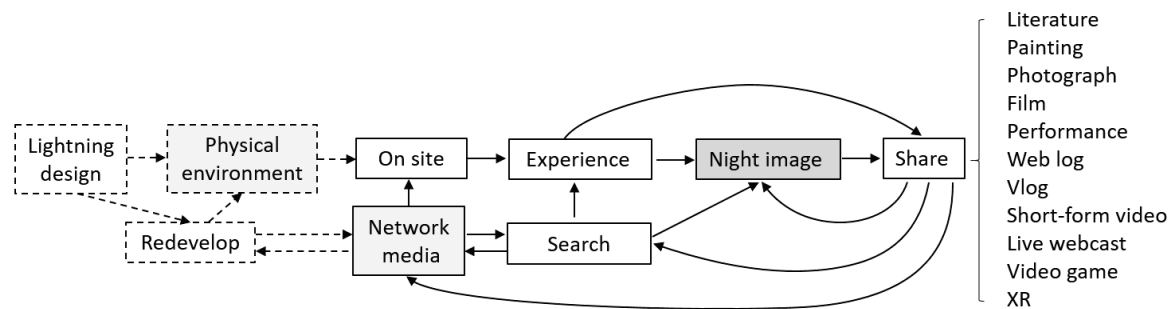 Lightning
design
Physical
environment
On site
Experience
Night image
Share
Redevelop
Network
media
Search
Literature
Painting
Photograph
Film
Performance
Web log
Vlog
Short-form video
Live webcast
Video game
XR